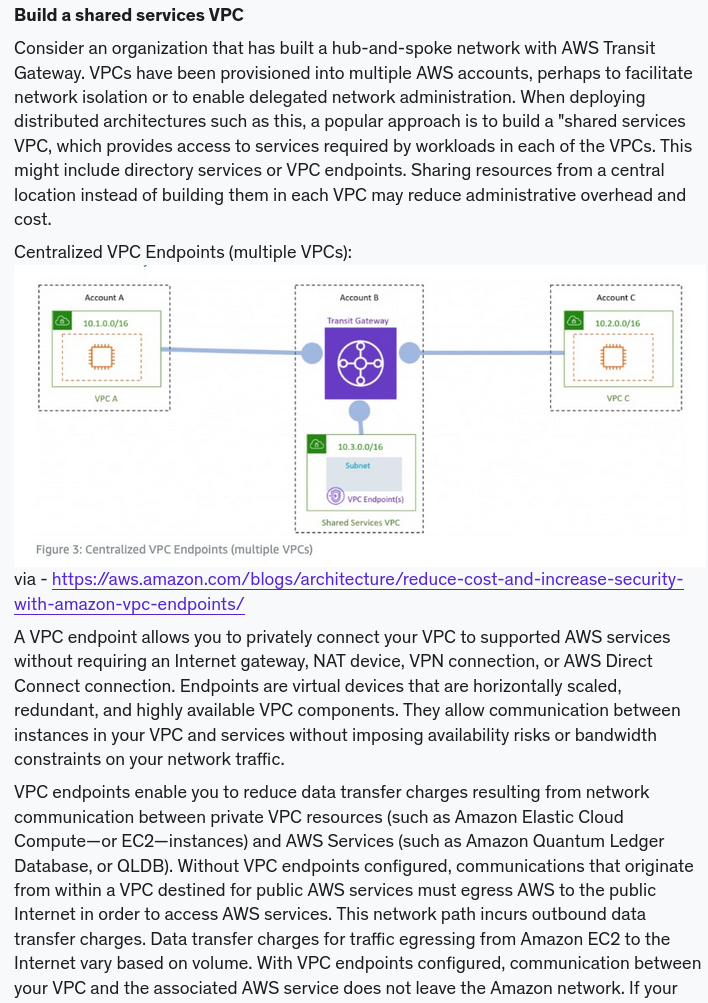 Build a shared services VPC
Consider an organization that has built a hub-and-spoke network with AWS Transit
Gateway. VPCs have been provisioned into multiple AWS accounts, perhaps to facilitate
network isolation or to enable delegated network administration. When deploying
distributed architectures such as this, a popular approach is to build a "shared services
VPC, which provides access to services required by workloads in each of the VPCs. This
might include directory services or VPC endpoints. Sharing resources from a central
location instead of building them in each VPC may reduce administrative overhead and
cost.
Centralized VPC Endpoints (multiple VPCs):
Account A
10.1.0.0/16
VPC A
Account B
Transit Gateway
10.3.0.0/16
Subnet
VPC Endpoint(s)
Shared Services VPC
Account C
10.2.0.0/16
VPC C
Figure 3: Centralized VPC Endpoints (multiple VPCs)
via - https://aws.amazon.com/blogs/architecture/reduce-cost-and-increase-security-
with-amazon-vpc-endpoints/
A VPC endpoint allows you to privately connect your VPC to supported AWS services
without requiring an Internet gateway, NAT device, VPN connection, or AWS Direct
Connect connection. Endpoints are virtual devices that are horizontally scaled,
redundant, and highly available VPC components. They allow communication between
instances in your VPC and services without imposing availability risks or bandwidth
constraints on your network traffic.
VPC endpoints enable you to reduce data transfer charges resulting from network
communication between private VPC resources (such as Amazon Elastic Cloud
Compute—or EC2—instances) and AWS Services (such as Amazon Quantum Ledger
Database, or QLDB). Without VPC endpoints configured, communications that originate
from within a VPC destined for public AWS services must egress AWS to the public
Internet in order to access AWS services. This network path incurs outbound data
transfer charges. Data transfer charges for traffic egressing from Amazon EC2 to the
Internet vary based on volume. With VPC endpoints configured, communication between
your VPC and the associated AWS service does not leave the Amazon network. If your